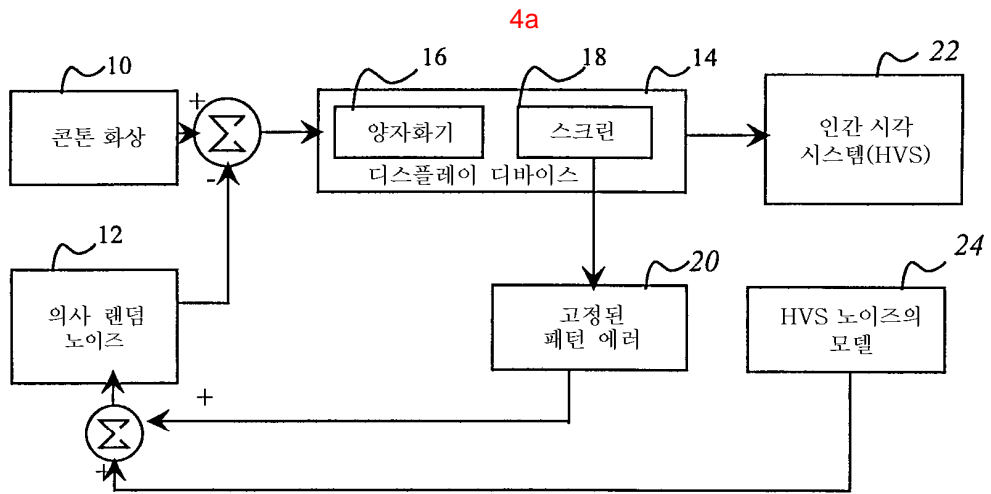 4a
10
콘톤 화상
+
Σ
-
16
양자화기
18
스크린
14
디스플레이 디바이스
22
인간 시각
시스템(HVS)
12
의사 랜덤
노이즈
20
고정된
패턴 에러
24
HVS 노이즈의
모델
+
Σ
+